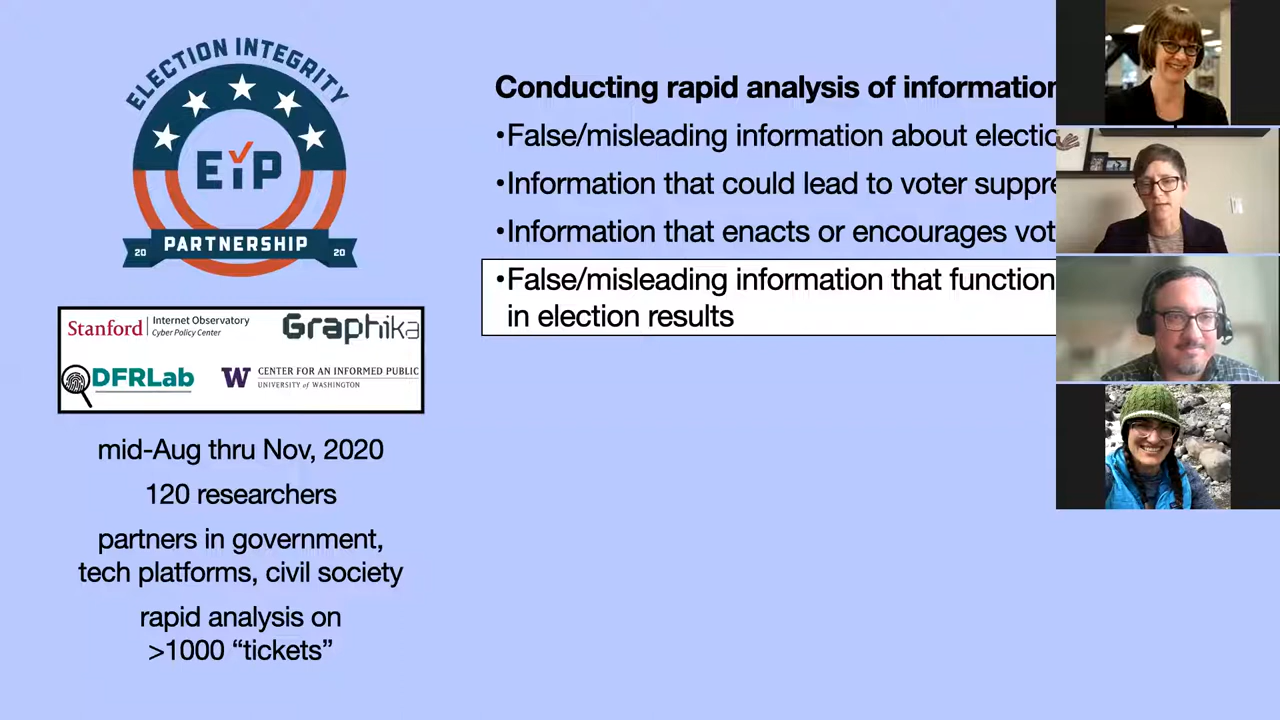 ELECTION INTEGRITY
EiP
20 PARTNERSHIP 20
Stanford | Internet Observatory
Cyber Policy Center
Graphika
DFRLab
W CENTER FOR AN INFORMED PUBLIC
UNIVERSITY OF WASHINGTON
mid-Aug thru Nov, 2020
120 researchers
partners in government,
tech platforms, civil society
rapid analysis on
>1000 “tickets”
Conducting rapid analysis of information
•False/misleading information about electio
•Information that could lead to voter suppre
•Information that enacts or encourages vot
•False/misleading information that function
in election results